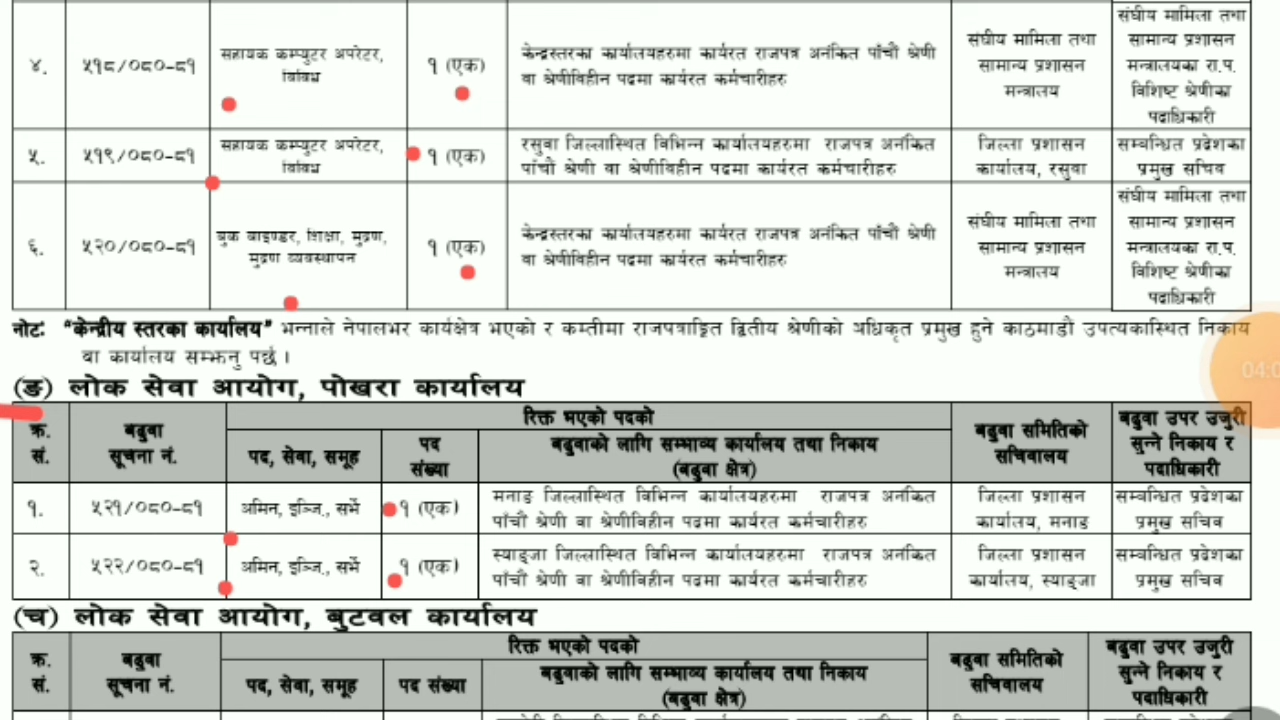 संघीय मामिला तथा
सामान्य प्रशासन
मन्त्रालयका रा.प.
विशिष्ट श्रेणीका
पदाधिकारी
४.
५१८/०८०-८१
सहायक कम्प्युटर अपरेटर,
विविध
१ (एक)
केन्द्रस्तरका कार्यालयहरुमा कार्यरत राजपत्र अनंकित पाँचौं श्रेणी
वा श्रेणीविहीन पदमा कार्यरत कर्मचारीहरु
संघीय मामिला तथा
सामान्य प्रशासन
मन्त्रालय
५.
५१९/०८०-८१
सहायक कम्प्युटर अपरेटर,
विविध
१ (एक)
रसुवा जिल्लास्थित विभिन्न कार्यालयहरुमा राजपत्र अनंकित
पाँचौं श्रेणी वा श्रेणीविहीन पदमा कार्यरत कर्मचारीहरु
जिल्ला प्रशासन
कार्यालय, रसुवा
सम्बन्धित प्रदेशका
प्रमुख सचिव
६.
५२०/०८०-८१
बुक बाइण्डर, शिक्षा, मुद्रण,
मुद्रण व्यवस्थापन
१ (एक)
केन्द्रस्तरका कार्यालयहरुमा कार्यरत राजपत्र अनंकित पाँचौं श्रेणी
वा श्रेणीविहीन पदमा कार्यरत कर्मचारीहरु
संघीय मामिला तथा
सामान्य प्रशासन
मन्त्रालय
संघीय मामिला तथा
सामान्य प्रशासन
मन्त्रालयका रा.प.
विशिष्ट श्रेणीका
पदाधिकारी
नोटः "केन्द्रीय स्तरका कार्यालय" भन्नाले नेपालभर कार्यक्षेत्र भएको र कम्तीमा राजपत्राङ्कित द्वितीय श्रेणीको अधिकृत प्रमुख हुने काठमाडौं उपत्यकास्थित निकाय
वा कार्यालय सम्झनु पर्छ ।
04:0
(ङ) लोक सेवा आयोग, पोखरा कार्यालय
क्र.
सं.
बढुवा
सूचना नं.
रिक्त भएको पदको
पद, सेवा, समूह
पद
संख्या
बढुवाको लागि सम्भाव्य कार्यालय तथा निकाय
(बढुवा क्षेत्र)
बढुवा समितिको
सचिवालय
बढुवा उपर उजुरी
सुन्ने निकाय र
पदाधिकारी
१.
५२१/०८०-८१
अमिन, इञ्जि., सर्भे
१ (एक)
मनाङ जिल्लास्थित विभिन्न कार्यालयहरुमा राजपत्र अनंकित
पाँचौं श्रेणी वा श्रेणीविहीन पदमा कार्यरत कर्मचारीहरु
जिल्ला प्रशासन
कार्यालय, मनाङ
सम्बन्धित प्रदेशका
प्रमुख सचिव
२.
५२२/०८०-८१
अमिन, इञ्जि., सर्भे
१ (एक)
स्याङ्जा जिल्लास्थित विभिन्न कार्यालयहरुमा राजपत्र अनंकित
पाँचौं श्रेणी वा श्रेणीविहीन पदमा कार्यरत कर्मचारीहरु
जिल्ला प्रशासन
कार्यालय, स्याङ्जा
सम्बन्धित प्रदेशका
प्रमुख सचिव
(च) लोक सेवा आयोग, बुटवल कार्यालय
क्र.
सं.
बढुवा
सूचना नं.
रिक्त भएको पदको
पद, सेवा, समूह
पद संख्या
बढुवाको लागि सम्भाव्य कार्यालय तथा निकाय
(बढुवा क्षेत्र)
बढुवा समितिको
सचिवालय
बढुवा उपर उजुरी
सुन्ने निकाय र
पदाधिकारी